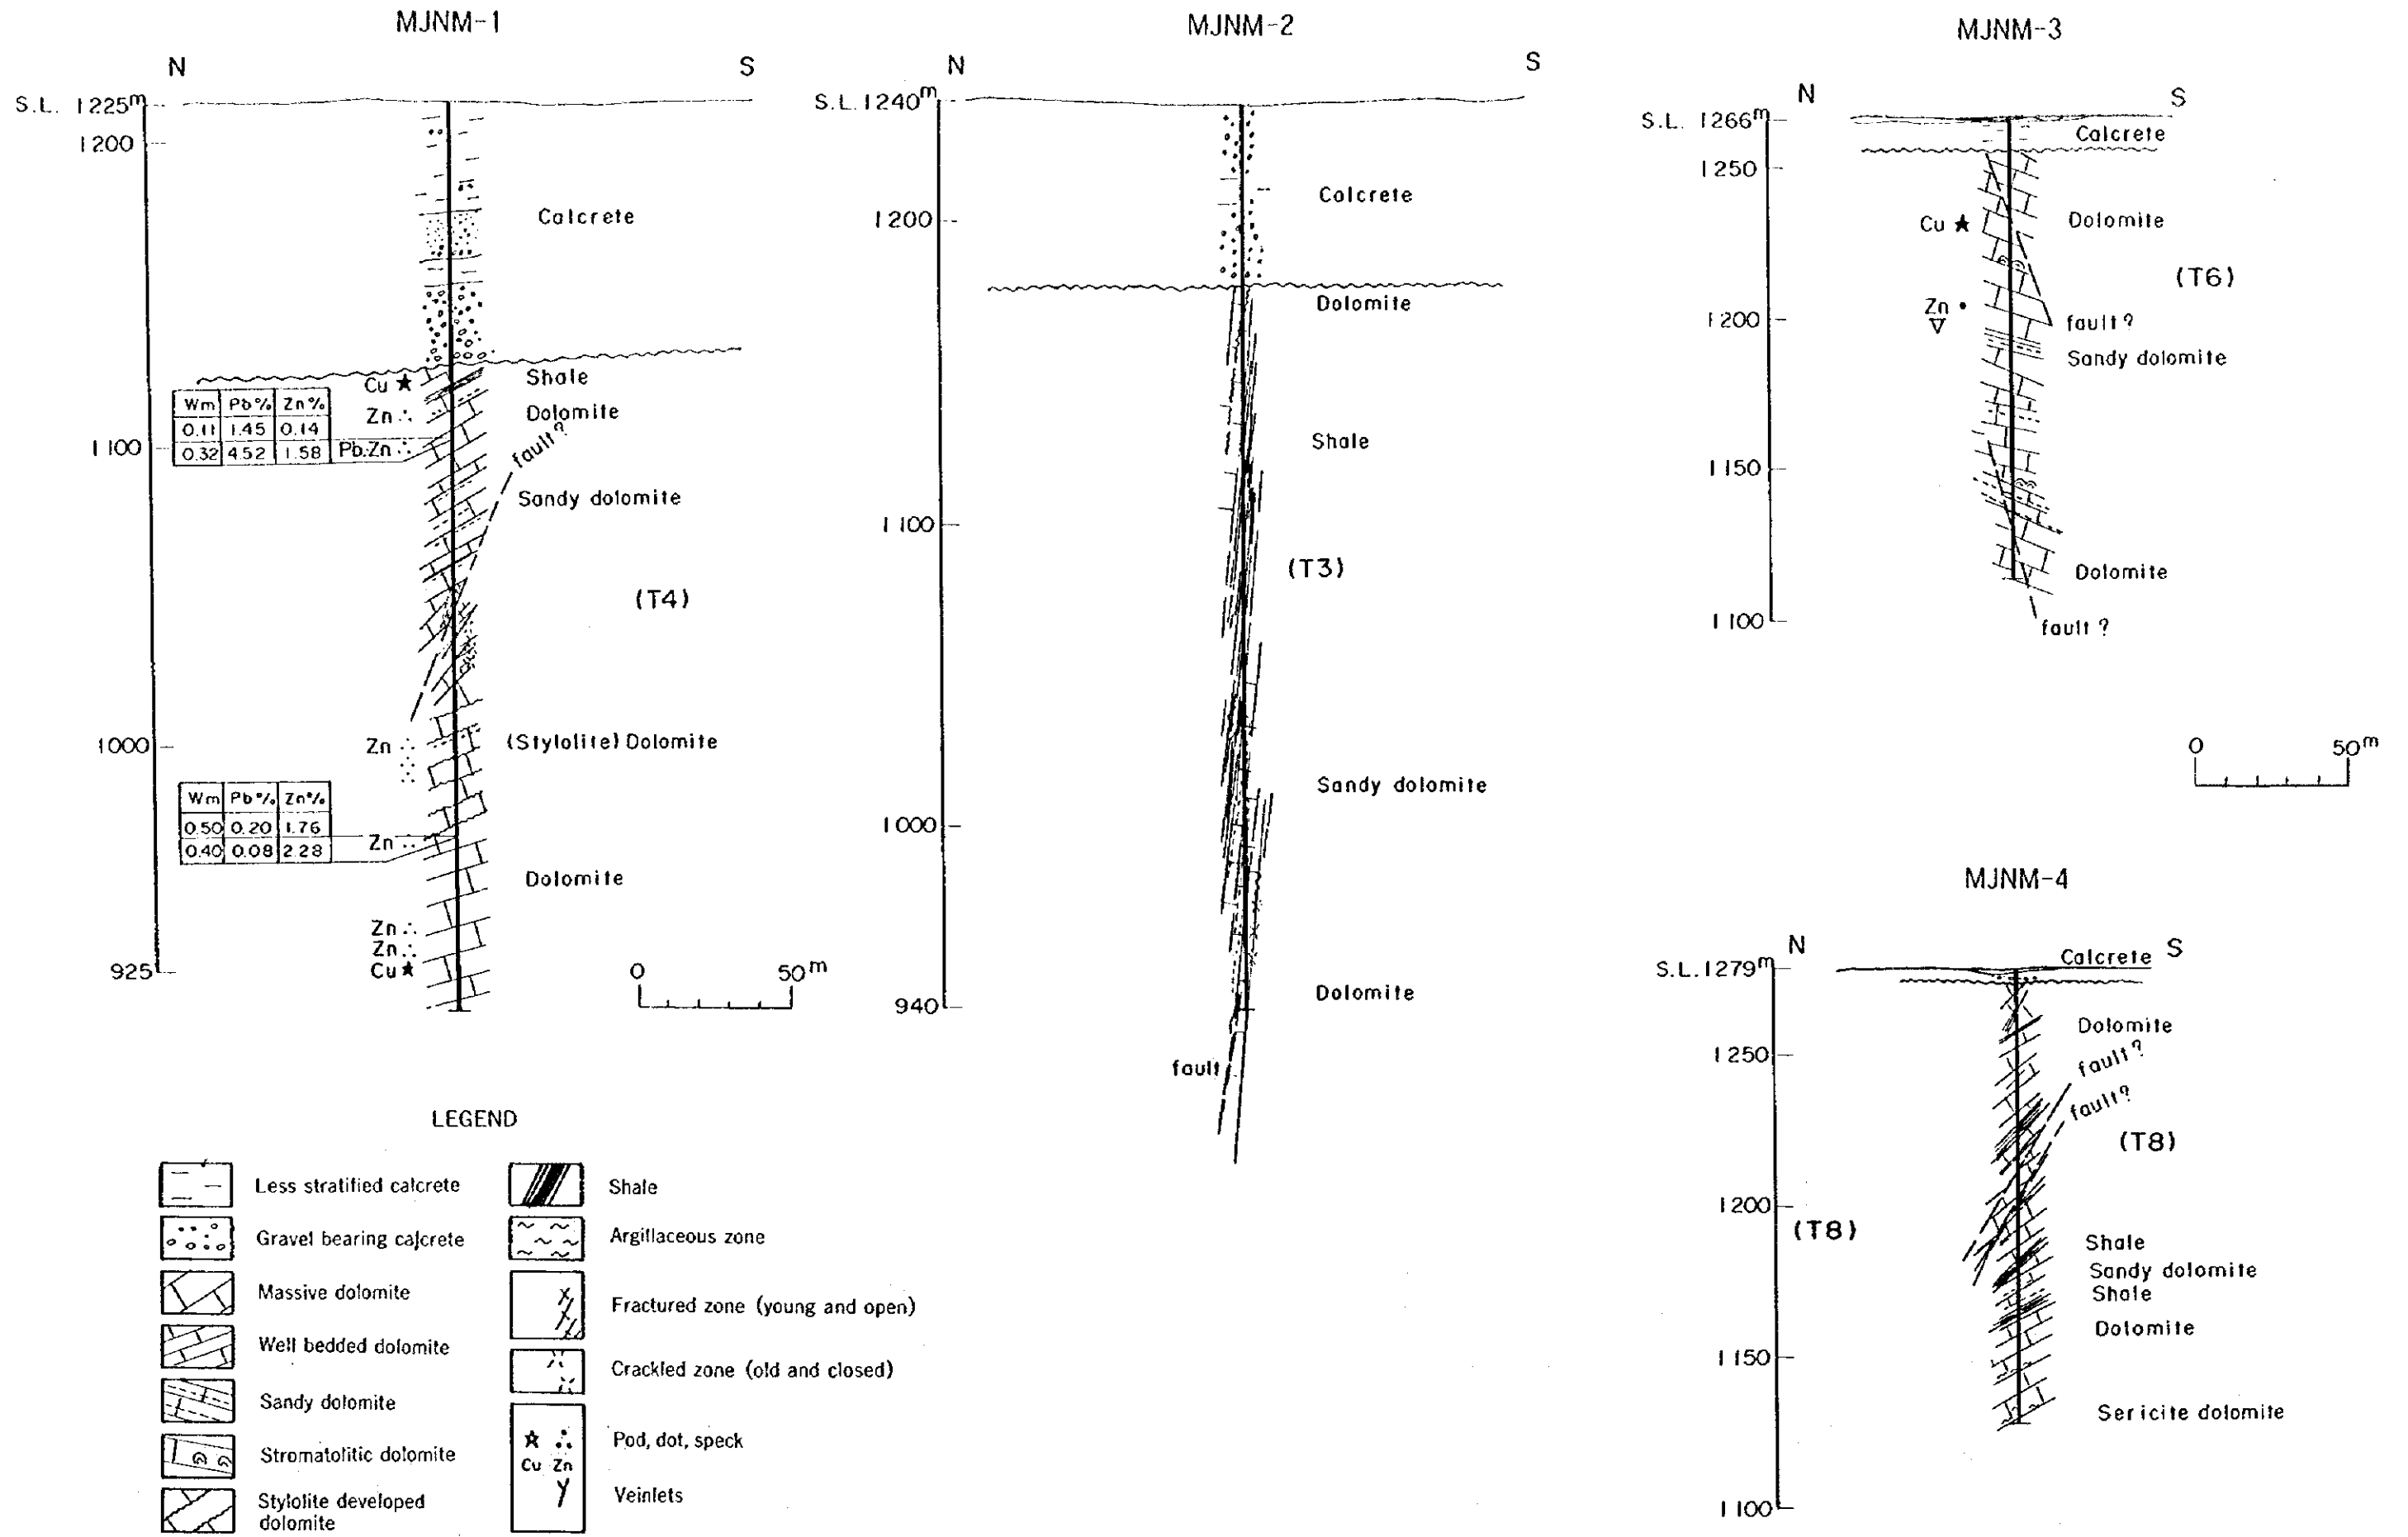 MJNM-1
N S
S.L. 1225m
1200
Calcrete
Cu
Shale
Wm Pb% Zn%
0.11 1.45 0.14
0.32 4.52 1.58
Zn
Dolomite
Pb.Zn
1100
fault?
Sandy dolomite
(T4)
1000
Zn
(Stylolite) Dolomite
Wm Pb% Zn%
0.50 0.20 1.76
0.40 0.08 2.28
Zn
Dolomite
Zn
Zn
Cu
925
0 50m
MJNM-2
N S
S.L. 1240m
Calcrete
1200
Dolomite
Shale
1100
(T3)
Sandy dolomite
1000
Dolomite
940
fault
MJNM-3
N S
S.L. 1266m
Calcrete
1250
Cu
Dolomite
(T6)
Zn
1200
fault?
Sandy dolomite
1150
Dolomite
1100
fault?
0 50m
MJNM-4
N S
Calcrete
S.L. 1279m
Dolomite
1250
fault?
fault?
(T8)
1200
(T8)
Shale
Sandy dolomite
Shale
Dolomite
1150
Sericite dolomite
1100
LEGEND
Less stratified calcrete
Gravel bearing calcrete
Massive dolomite
Well bedded dolomite
Sandy dolomite
Stromatolitic dolomite
Stylolite developed
dolomite
Shale
Argillaceous zone
Fractured zone (young and open)
Crackled zone (old and closed)
Pod, dot, speck
Cu Zn
Veinlets